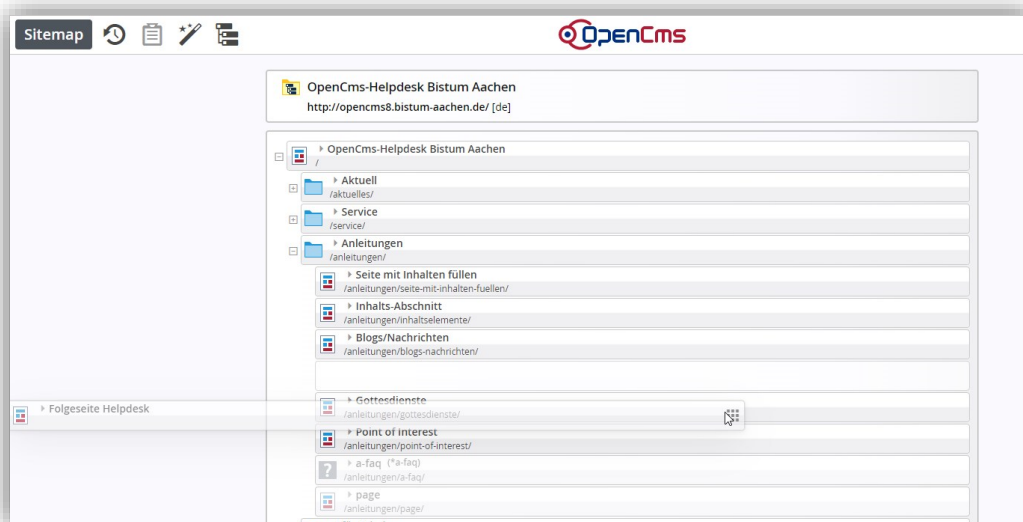 Sitemap
OpenCms
OpenCms-Helpdesk Bistum Aachen
http://opencms8.bistum-aachen.de/ [de]
OpenCms-Helpdesk Bistum Aachen
/
Aktuell
/aktuelles/
Service
/service/
Anleitungen
/anleitungen/
Seite mit Inhalten füllen
/anleitungen/seite-mit-inhalten-fuellen/
Inhalts-Abschnitt
/anleitungen/inhaltselemente/
Blogs/Nachrichten
/anleitungen/blogs-nachrichten/
Folgeseite Helpdesk
Gottesdienste
/anleitungen/gottesdienste/
Point of Interest
/anleitungen/point-of-interest/
a-faq (*a-faq)
/anleitungen/a-faq/
page
/anleitungen/page/